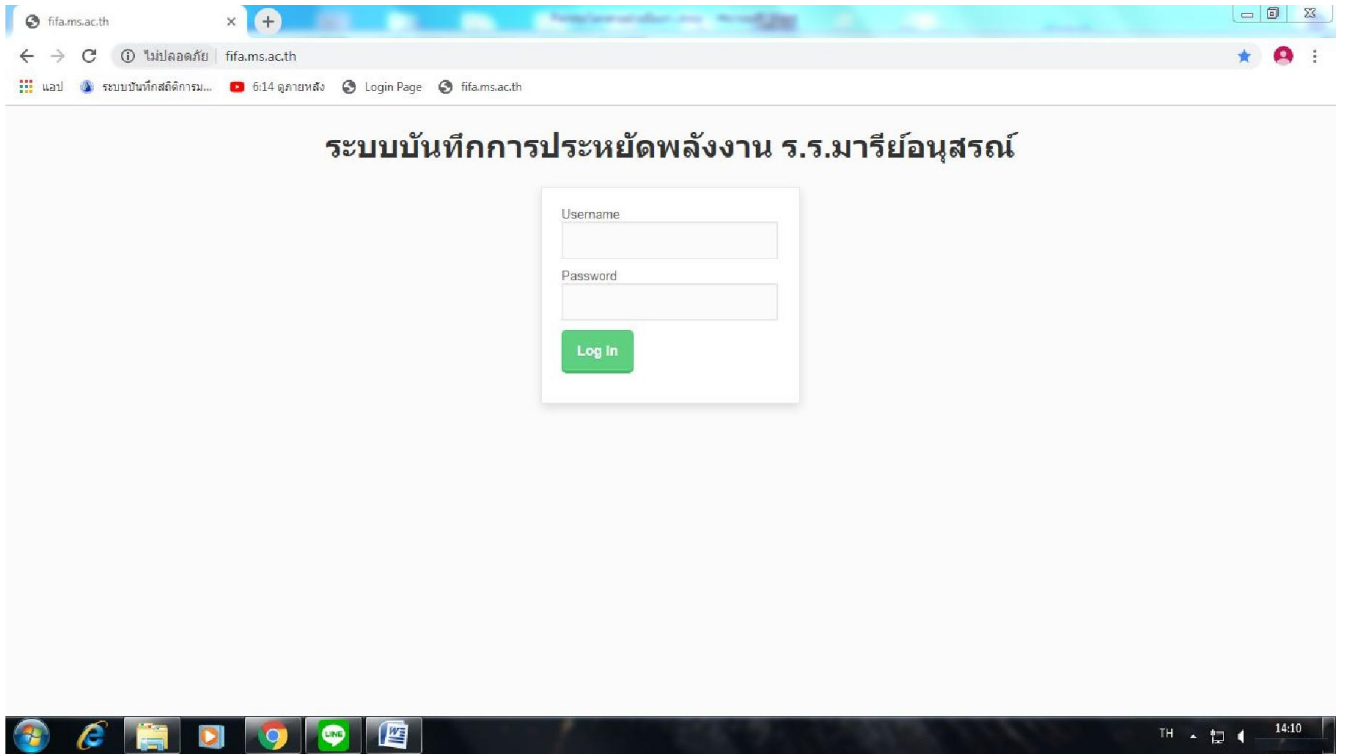 fifa.ms.ac.th
ไม่ปลอดภัย fifa.ms.ac.th
แอป ระบบบันทึกสถิติการม... 6:14 ดูภายหลัง Login Page fifa.ms.ac.th
ระบบบันทึกการประหยัดพลังงาน ร.ร.มารีย์อนุสรณ์
Username
Password
Log In
LINE
TH 14:10